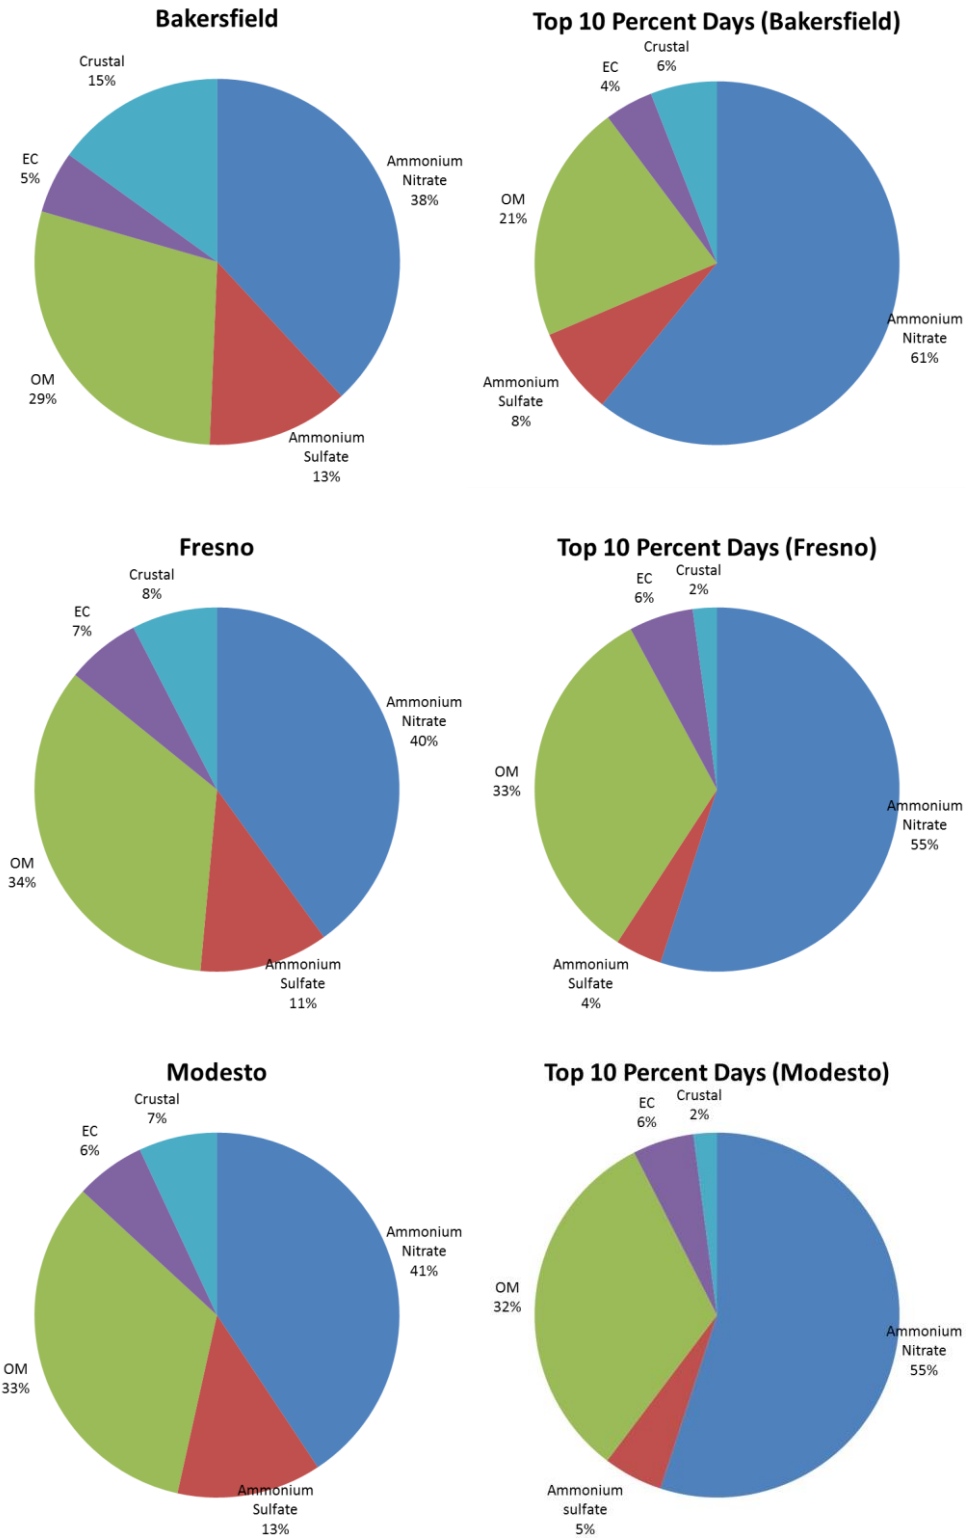 Bakersfield
Crustal
15%
EC
5%
Ammonium
Nitrate
38%
OM
29%
Ammonium
Sulfate
13%
Top 10 Percent Days (Bakersfield)
Crustal
6%
EC
4%
OM
21%
Ammonium
Nitrate
61%
Ammonium
Sulfate
8%
Fresno
Crustal
8%
EC
7%
Ammonium
Nitrate
40%
OM
34%
Ammonium
Sulfate
11%
Top 10 Percent Days (Fresno)
Crustal
2%
EC
6%
OM
33%
Ammonium
Nitrate
55%
Ammonium
Sulfate
4%
Modesto
Crustal
7%
EC
6%
Ammonium
Nitrate
41%
OM
33%
Ammonium
Sulfate
13%
Top 10 Percent Days (Modesto)
Crustal
2%
EC
6%
OM
32%
Ammonium
Nitrate
55%
Ammonium
sulfate
5%